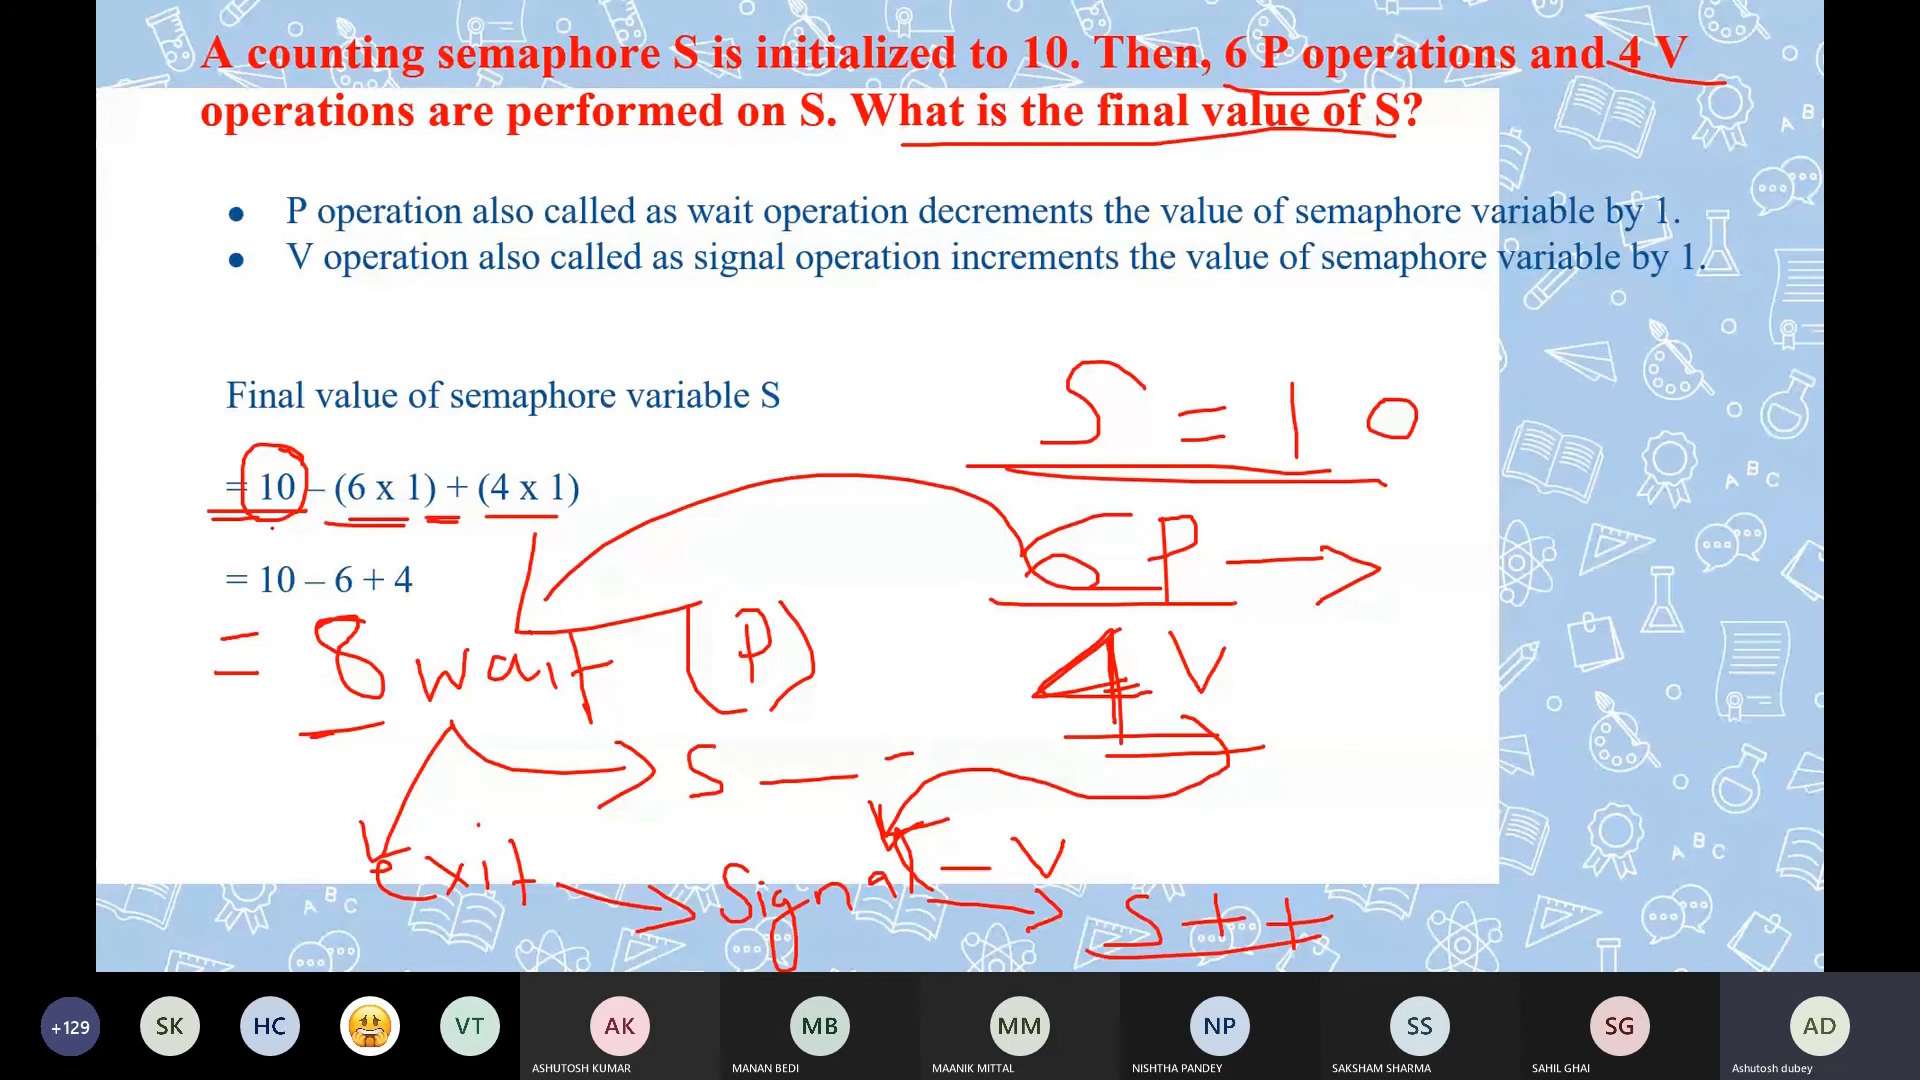 A counting semaphore S is initialized to 10. Then, 6 P operations and 4 V
operations are performed on S. What is the final value of S?
● P operation also called as wait operation decrements the value of semaphore variable by 1.
● V operation also called as signal operation increments the value of semaphore variable by 1.
Final value of semaphore variable S
S = 10
= 10 – (6 x 1) + (4 x 1)
6P
= 10 – 6 + 4
= 8 wait (P)
4 V
S --
exit Signal - V
S++
A B C
A B C
A B C
A B C
+129 SK HC VT AK MB MM NP SS SG AD
ASHUTOSH KUMAR MANAN BEDI MAANIK MITTAL NISHTHA PANDEY SAKSHAM SHARMA SAHIL GHAI Ashutosh dubey